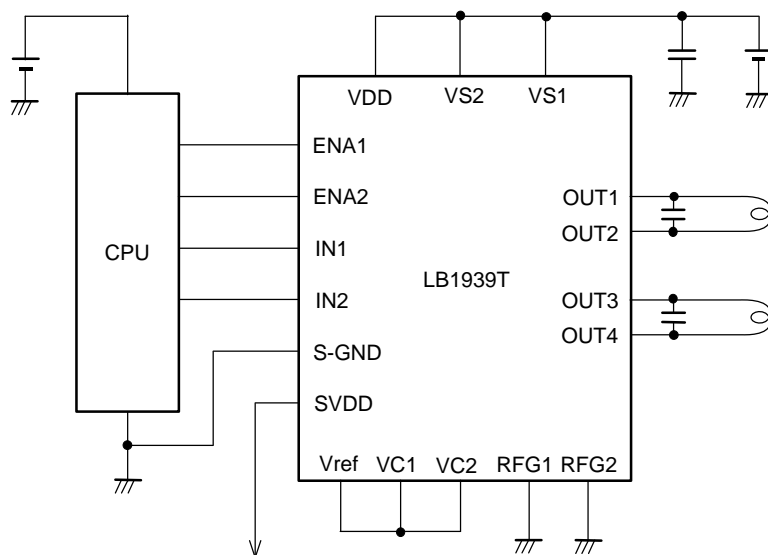 VDD VS2 VS1
ENA1
ENA2
OUT1
CPU
IN1
OUT2
LB1939T
IN2
OUT3
OUT4
S-GND
SVDD
Vref VC1 VC2 RFG1 RFG2